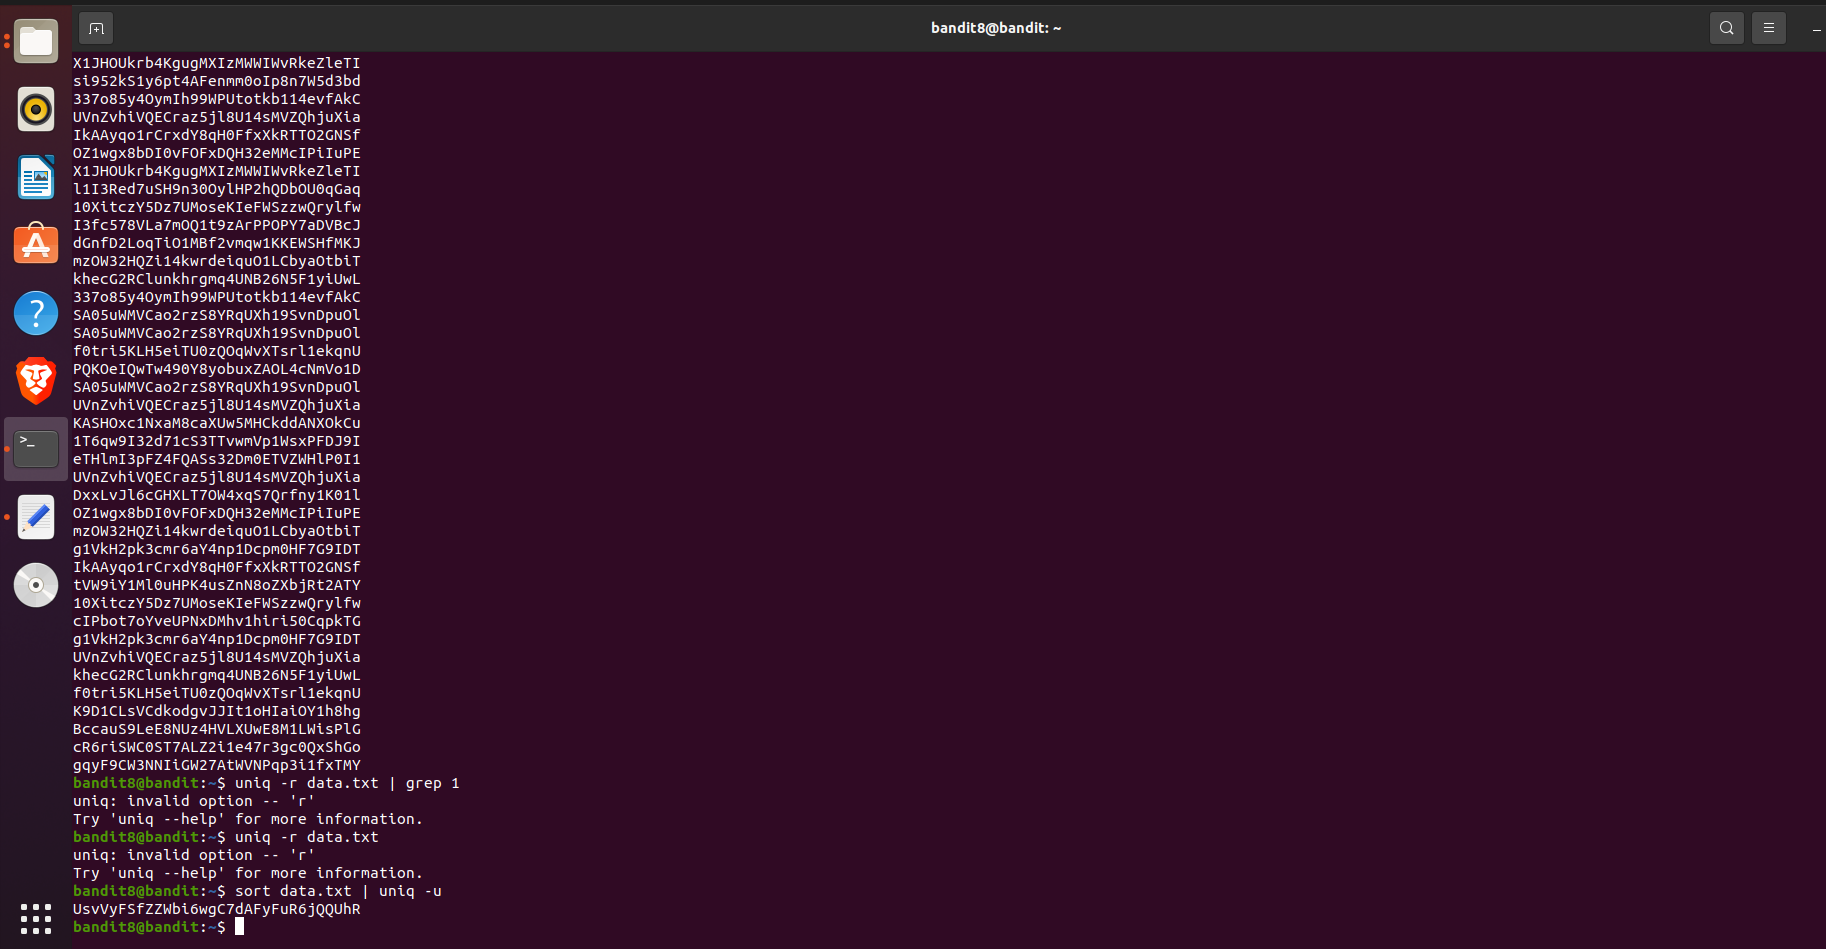 bandit8@bandit: ~
X1JHOUkrb4KgugMXIzMWWIWvRkeZleTI
si952kS1y6pt4AFenmm0oIp8n7W5d3bd
337o85y4OymIh99WPUtotkb114evfAkC
UVnZvhiVQECraz5jl8U14sMVZQhjuXia
IkAAyqo1rCrxdY8qH0FfxXkRTTO2GNSf
OZ1wgx8bDI0vFOFxDQH32eMMcIPiIuPE
X1JHOUkrb4KgugMXIzMWWIWvRkeZleTI
l1I3Red7uSH9n30OylHP2hQDbOU0qGaq
10XitczY5Dz7UMoseKIeFWSzzwQrylfw
I3fc578VLa7mOQ1t9zArPPOPY7aDVBcJ
dGnfD2LoqTiO1MBf2vmqw1KKEWSHfMKJ
mzOW32HQZi14kwrdeiquO1LCbyaOtbiT
khecG2RClunkhrgmq4UNB26N5F1yiUwL
337o85y4OymIh99WPUtotkb114evfAkC
SA05uWMVCao2rzS8YRqUXh19SvnDpuOl
SA05uWMVCao2rzS8YRqUXh19SvnDpuOl
f0tri5KLH5eiTU0zQOqWvXTsrl1ekqnU
PQKOeIQwTw490Y8yobuxZAOL4cNmVo1D
SA05uWMVCao2rzS8YRqUXh19SvnDpuOl
UVnZvhiVQECraz5jl8U14sMVZQhjuXia
KASHOxc1NxaM8caXUw5MHCkddANXOkCu
1T6qw9I32d71cS3TTvwmVp1WsxPFDJ9I
eTHlmI3pFZ4FQASs32Dm0ETVZWHlP0I1
UVnZvhiVQECraz5jl8U14sMVZQhjuXia
DxxLvJl6cGHXLT7OW4xqS7Qrfny1K01l
OZ1wgx8bDI0vFOFxDQH32eMMcIPiIuPE
mzOW32HQZi14kwrdeiquO1LCbyaOtbiT
g1VkH2pk3cmr6aY4np1Dcpm0HF7G9IDT
IkAAyqo1rCrxdY8qH0FfxXkRTTO2GNSf
tVW9iY1Ml0uHPK4usZnN8oZXbjRt2ATY
10XitczY5Dz7UMoseKIeFWSzzwQrylfw
cIPbot7oYveUPNxDMhv1hiri50CqpkTG
g1VkH2pk3cmr6aY4np1Dcpm0HF7G9IDT
UVnZvhiVQECraz5jl8U14sMVZQhjuXia
khecG2RClunkhrgmq4UNB26N5F1yiUwL
f0tri5KLH5eiTU0zQOqWvXTsrl1ekqnU
K9D1CLsVCdkodgvJJIt1oHIaiOY1h8hg
BccauS9LeE8NUz4HVLXUwE8M1LWisPlG
cR6riSWC0ST7ALZ2i1e47r3gc0QxShGo
gqyF9CW3NNIiGW27AtWVNPqp3i1fxTMY
bandit8@bandit:~$ uniq -r data.txt | grep 1
uniq: invalid option -- 'r'
Try 'uniq --help' for more information.
bandit8@bandit:~$ uniq -r data.txt
uniq: invalid option -- 'r'
Try 'uniq --help' for more information.
bandit8@bandit:~$ sort data.txt | uniq -u
UsvVyFSfZZWbi6wgC7dAFyFuR6jQQUhR
bandit8@bandit:~$